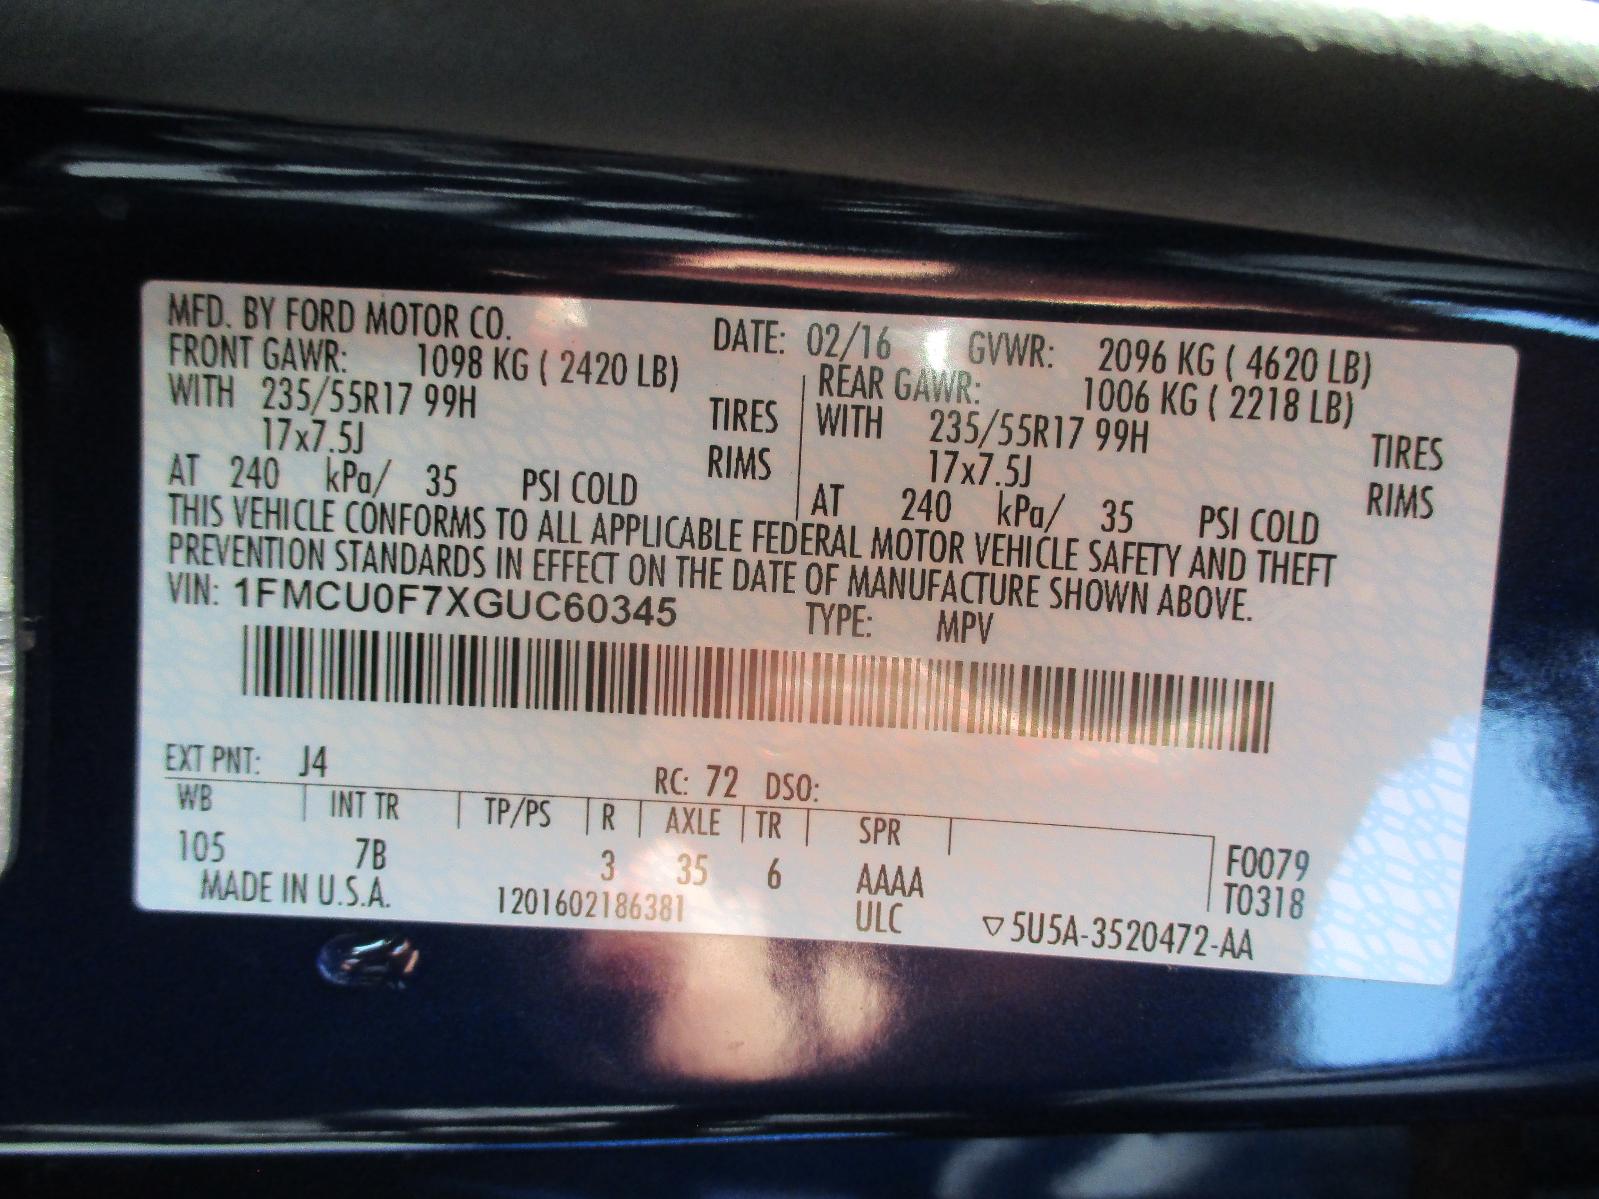 MFD. BY FORD MOTOR CO. DATE: 02/16 GVWR: 2096 KG ( 4620 LB)
FRONT GAWR: 1098 KG ( 2420 LB) REAR GAWR: 1006 KG ( 2218 LB)
WITH 235/55R17 99H TIRES WITH 235/55R17 99H TIRES
17x7.5J RIMS 17x7.5J RIMS
AT 240 kPa/ 35 PSI COLD AT 240 kPa/ 35 PSI COLD
THIS VEHICLE CONFORMS TO ALL APPLICABLE FEDERAL MOTOR VEHICLE SAFETY AND THEFT
PREVENTION STANDARDS IN EFFECT ON THE DATE OF MANUFACTURE SHOWN ABOVE.
VIN: 1FMCU0F7XGUC60345 TYPE: MPV
EXT PNT: J4 RC: 72 DSO:
WB INT TR TP/PS R AXLE TR SPR
105 7B 3 35 6 AAAA F0079
ULC T0318
MADE IN U.S.A. 1201602186381 ▽5U5A-3520472-AA